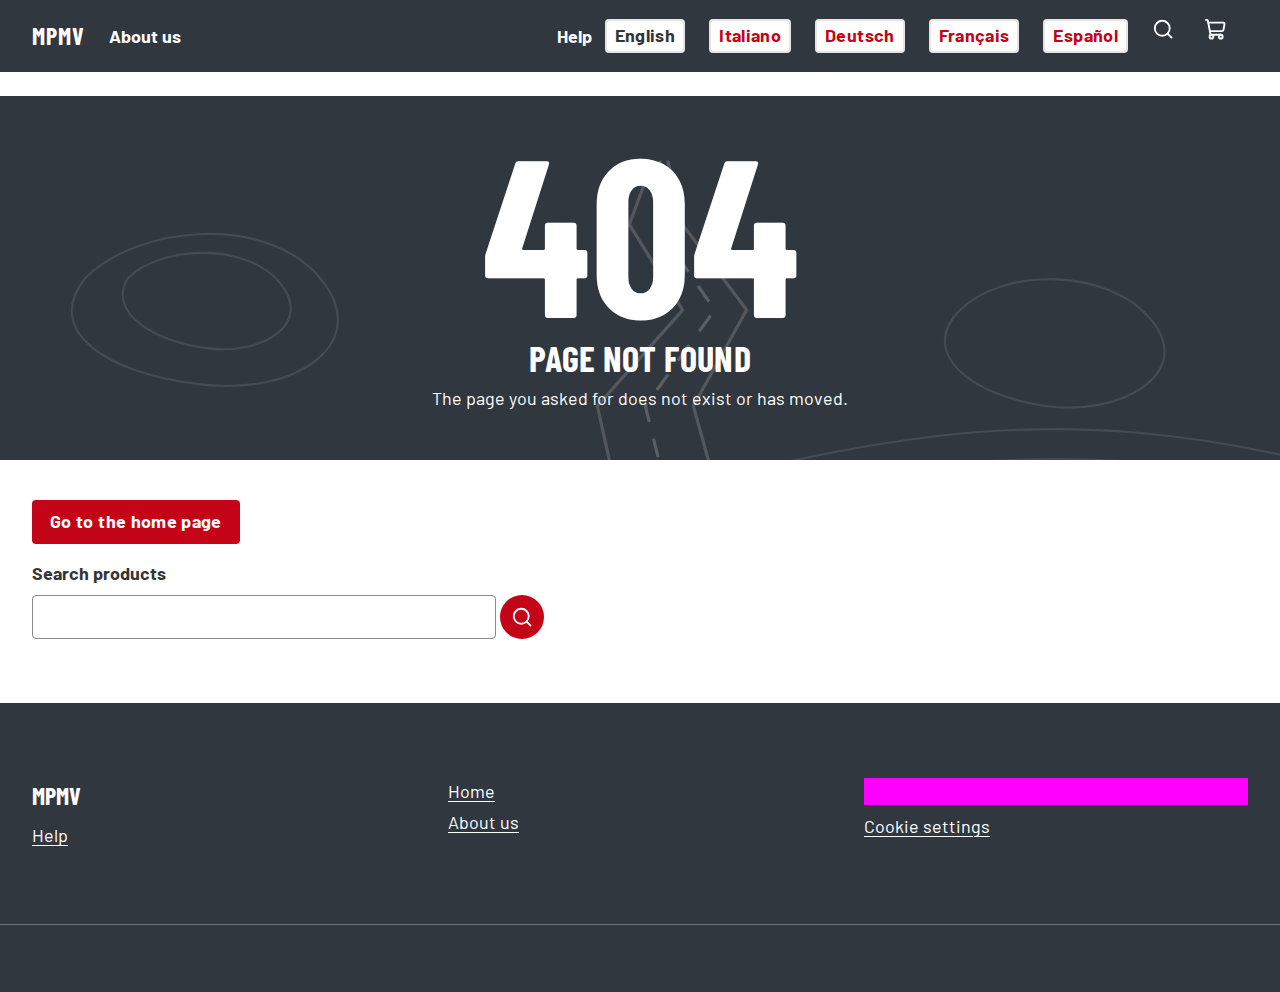 MPMV About us Help English Italiano Deutsch Français Español
404
PAGE NOT FOUND
The page you asked for does not exist or has moved.
Go to the home page
Search products
MPMV
Help
Home
About us
Cookie settings